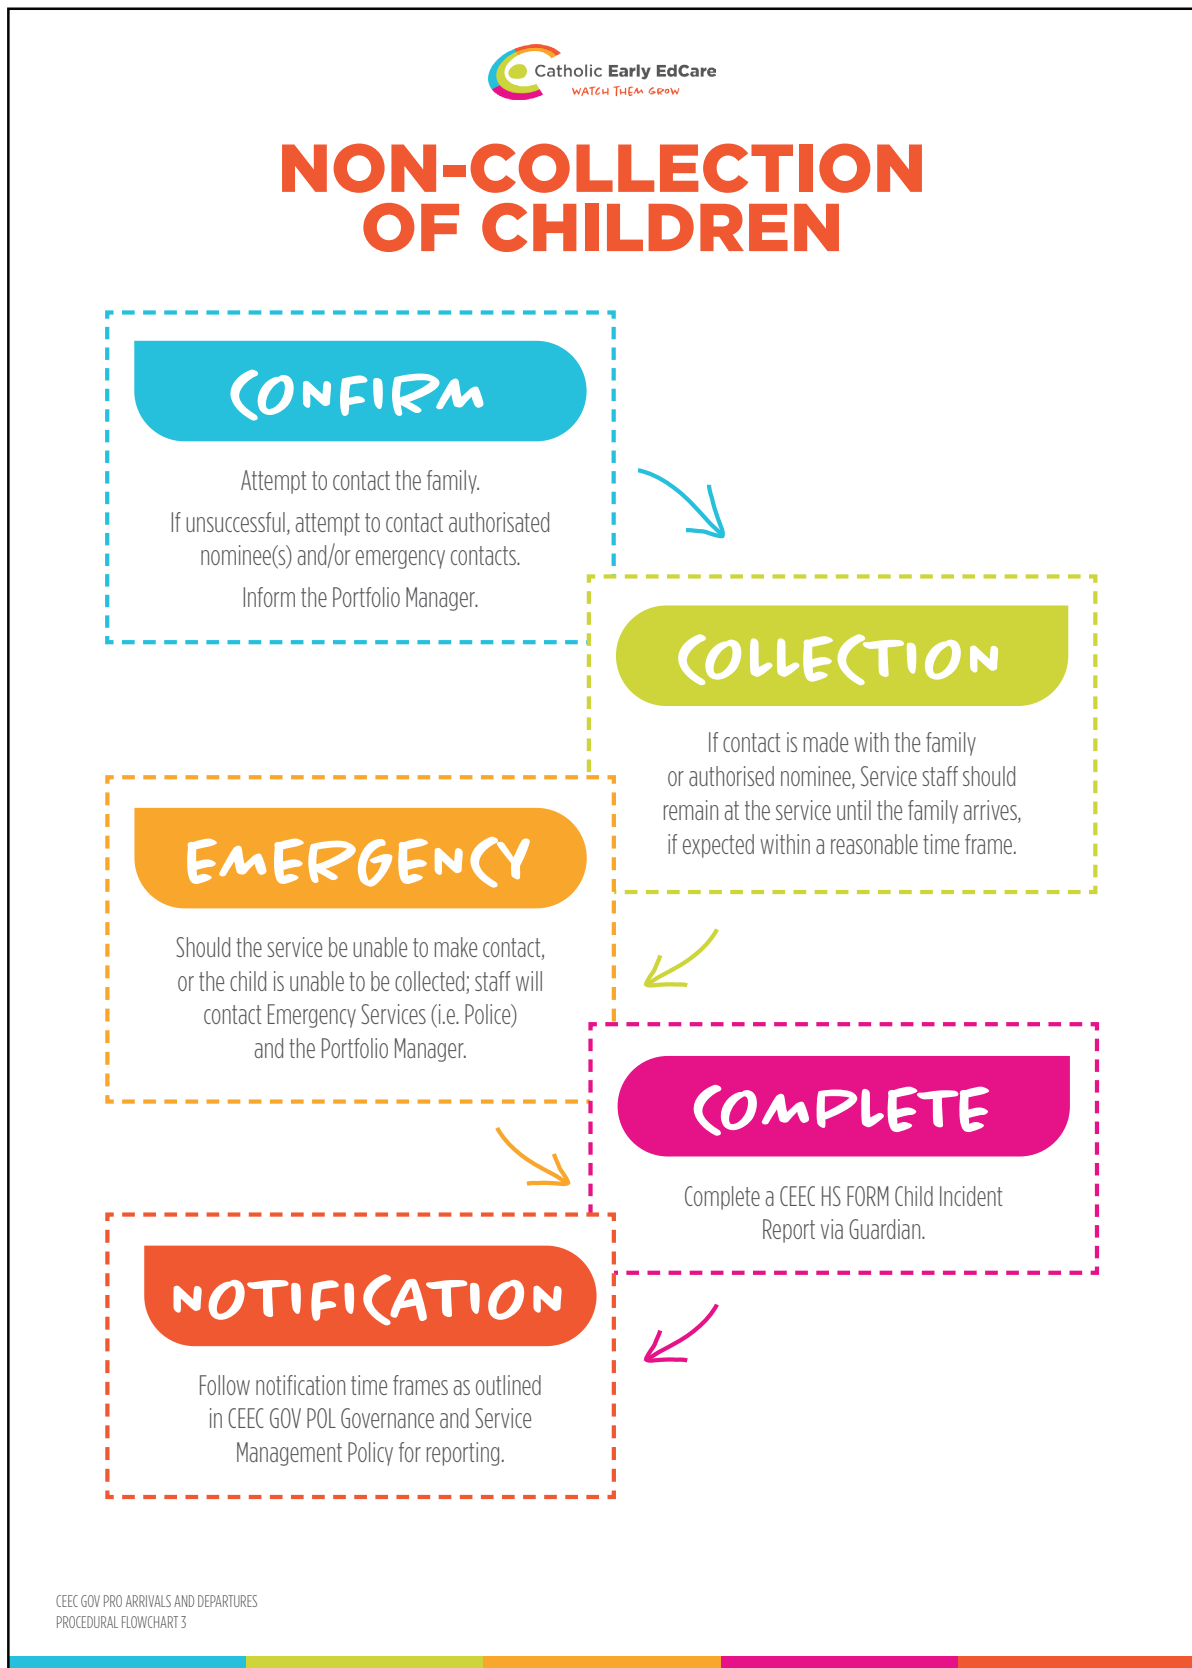 Catholic Early EdCare
WATCH THEM GROW
NON-COLLECTION
OF CHILDREN
CONFIRM
Attempt to contact the family.
If unsuccessful, attempt to contact authorisated
nominee(s) and/or emergency contacts.
Inform the Portfolio Manager.
COLLECTION
If contact is made with the family
or authorised nominee, Service staff should
remain at the service until the family arrives,
if expected within a reasonable time frame.
EMERGENCY
Should the service be unable to make contact,
or the child is unable to be collected; staff will
contact Emergency Services (i.e. Police)
and the Portfolio Manager.
COMPLETE
Complete a CEEC HS FORM Child Incident
Report via Guardian.
NOTIFICATION
Follow notification time frames as outlined
in CEEC GOV POL Governance and Service
Management Policy for reporting.
CEEC GOV PRO ARRIVALS AND DEPARTURES
PROCEDURAL FLOWCHART 3